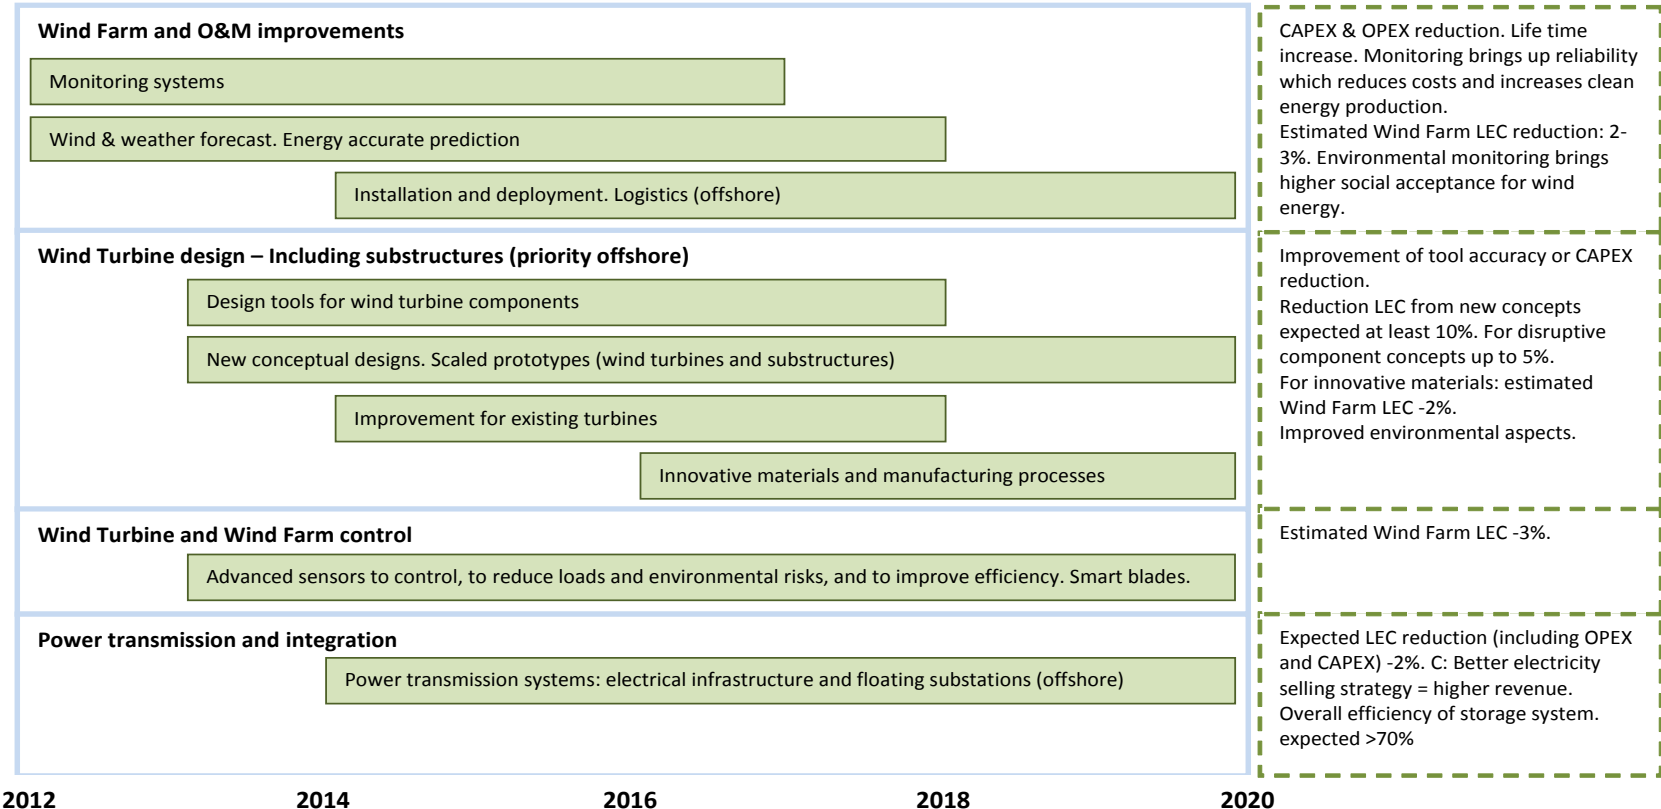 Wind Farm and O&M improvements
Monitoring systems
Wind & weather forecast. Energy accurate prediction
Installation and deployment. Logistics (offshore)
CAPEX & OPEX reduction. Life time
increase. Monitoring brings up reliability
which reduces costs and increases clean
energy production.
Estimated Wind Farm LEC reduction: 2-
3%. Environmental monitoring brings
higher social acceptance for wind
energy.
Wind Turbine design – Including substructures (priority offshore)
Design tools for wind turbine components
New conceptual designs. Scaled prototypes (wind turbines and substructures)
Improvement for existing turbines
Innovative materials and manufacturing processes
Improvement of tool accuracy or CAPEX
reduction.
Reduction LEC from new concepts
expected at least 10%. For disruptive
component concepts up to 5%.
For innovative materials: estimated
Wind Farm LEC -2%.
Improved environmental aspects.
Wind Turbine and Wind Farm control
Advanced sensors to control, to reduce loads and environmental risks, and to improve efficiency. Smart blades.
Estimated Wind Farm LEC -3%.
Power transmission and integration
Power transmission systems: electrical infrastructure and floating substations (offshore)
Expected LEC reduction (including OPEX
and CAPEX) -2%. C: Better electricity
selling strategy = higher revenue.
Overall efficiency of storage system.
expected >70%
2012 2014 2016 2018 2020